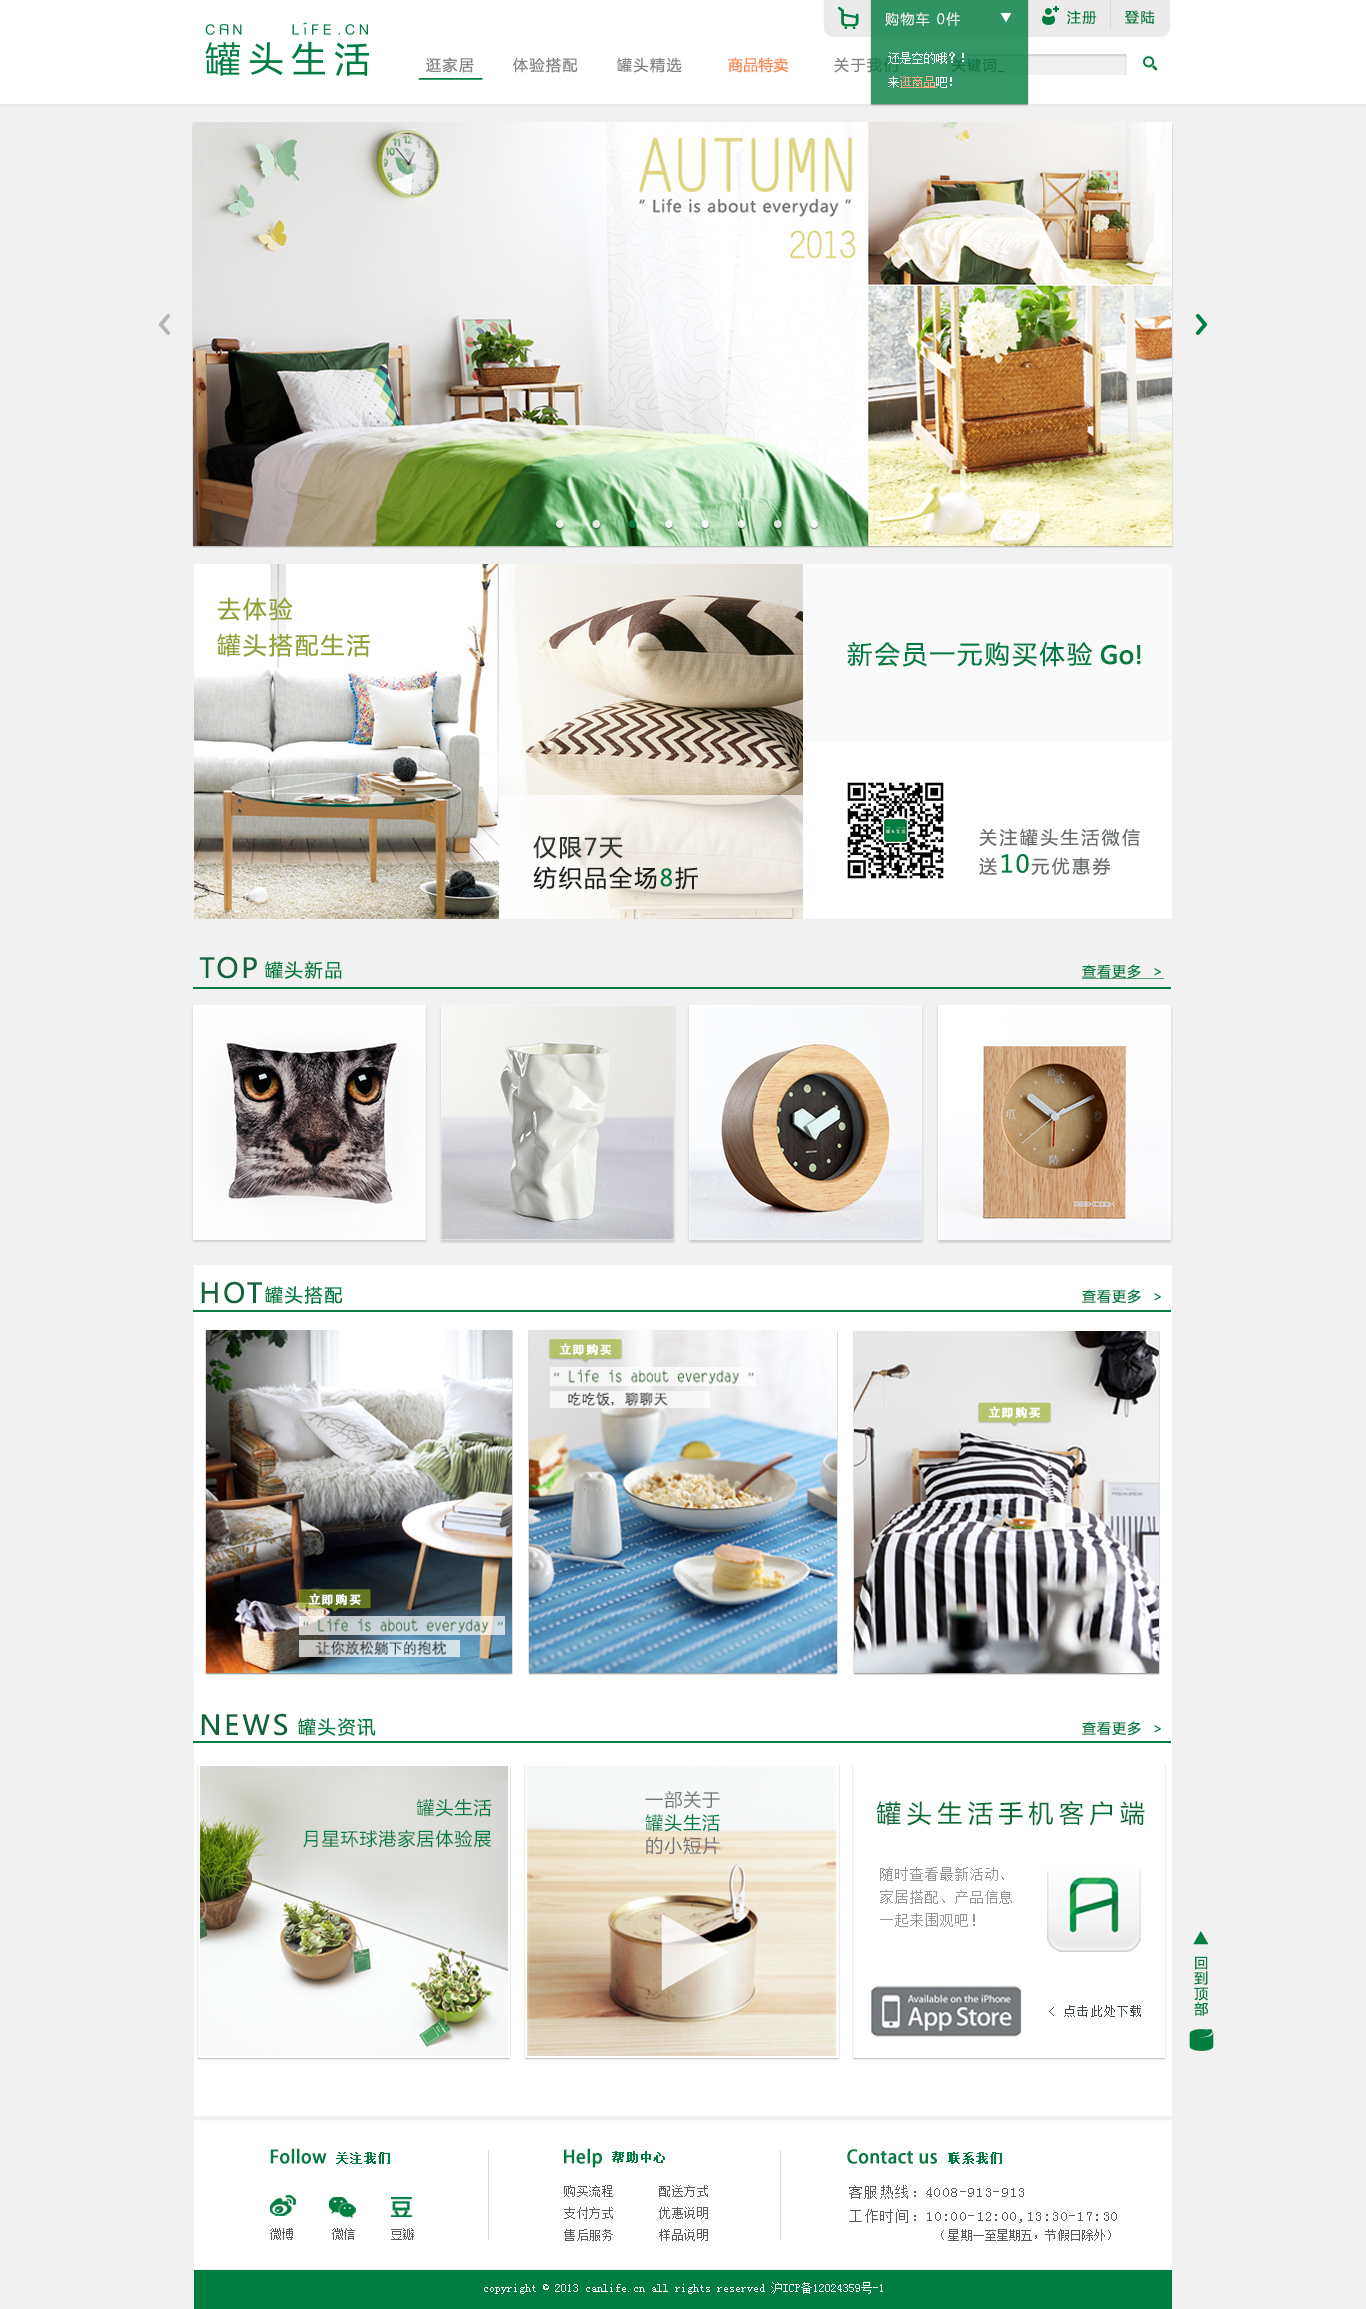 CAN LiFE.CN
罐头生活
购物车 0件 ▼
注册
登陆
逛家居
体验搭配
罐头精选
商品特卖
关于我们
关键词_
还是空的哦？！
来逛商品吧！
AUTUMN
“ Life is about everyday ”
2013
去体验
罐头搭配生活
仅限7天
纺织品全场8折
新会员一元购买体验 Go!
罐头生活
关注罐头生活微信
送10元优惠券
TOP 罐头新品
查看更多 >
GEEKCOOK
HOT罐头搭配
查看更多 >
立即购买
“ Life is about everyday ”
让你放松躺下的抱枕
立即购买
“ Life is about everyday ”
吃吃饭，聊聊天
立即购买
NEWS 罐头资讯
查看更多 >
罐头生活
月星环球港家居体验展
一部关于
罐头生活
的小短片
罐头生活手机客户端
随时查看最新活动、
家居搭配、产品信息
一起来围观吧！
Available on the iPhone
App Store
< 点击此处下载
回到顶部
Follow 关注我们
微博
微信
豆瓣
Help 帮助中心
购买流程 配送方式
支付方式 优惠说明
售后服务 样品说明
Contact us 联系我们
客服热线：4008-913-913
工作时间：10:00-12:00,13:30-17:30
（星期一至星期五，节假日除外）
copyright © 2013 canlife.cn all rights reserved 沪ICP备12024359号-1